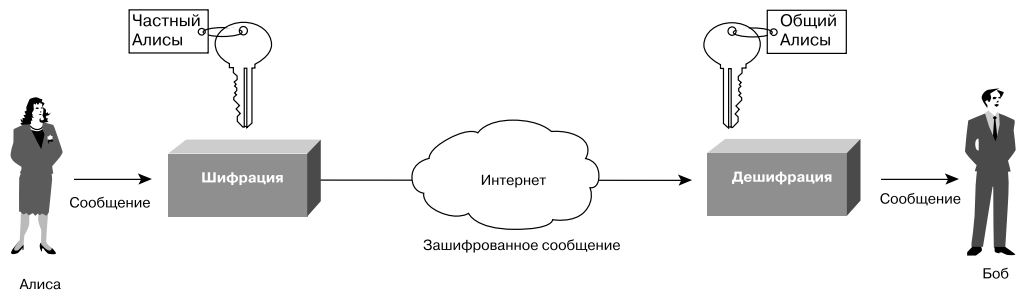 Частный
Алисы
Общий
Алисы
Шифрация
Интернет
Дешифрация
Сообщение
Сообщение
Зашифрованное сообщение
Алиса
Боб